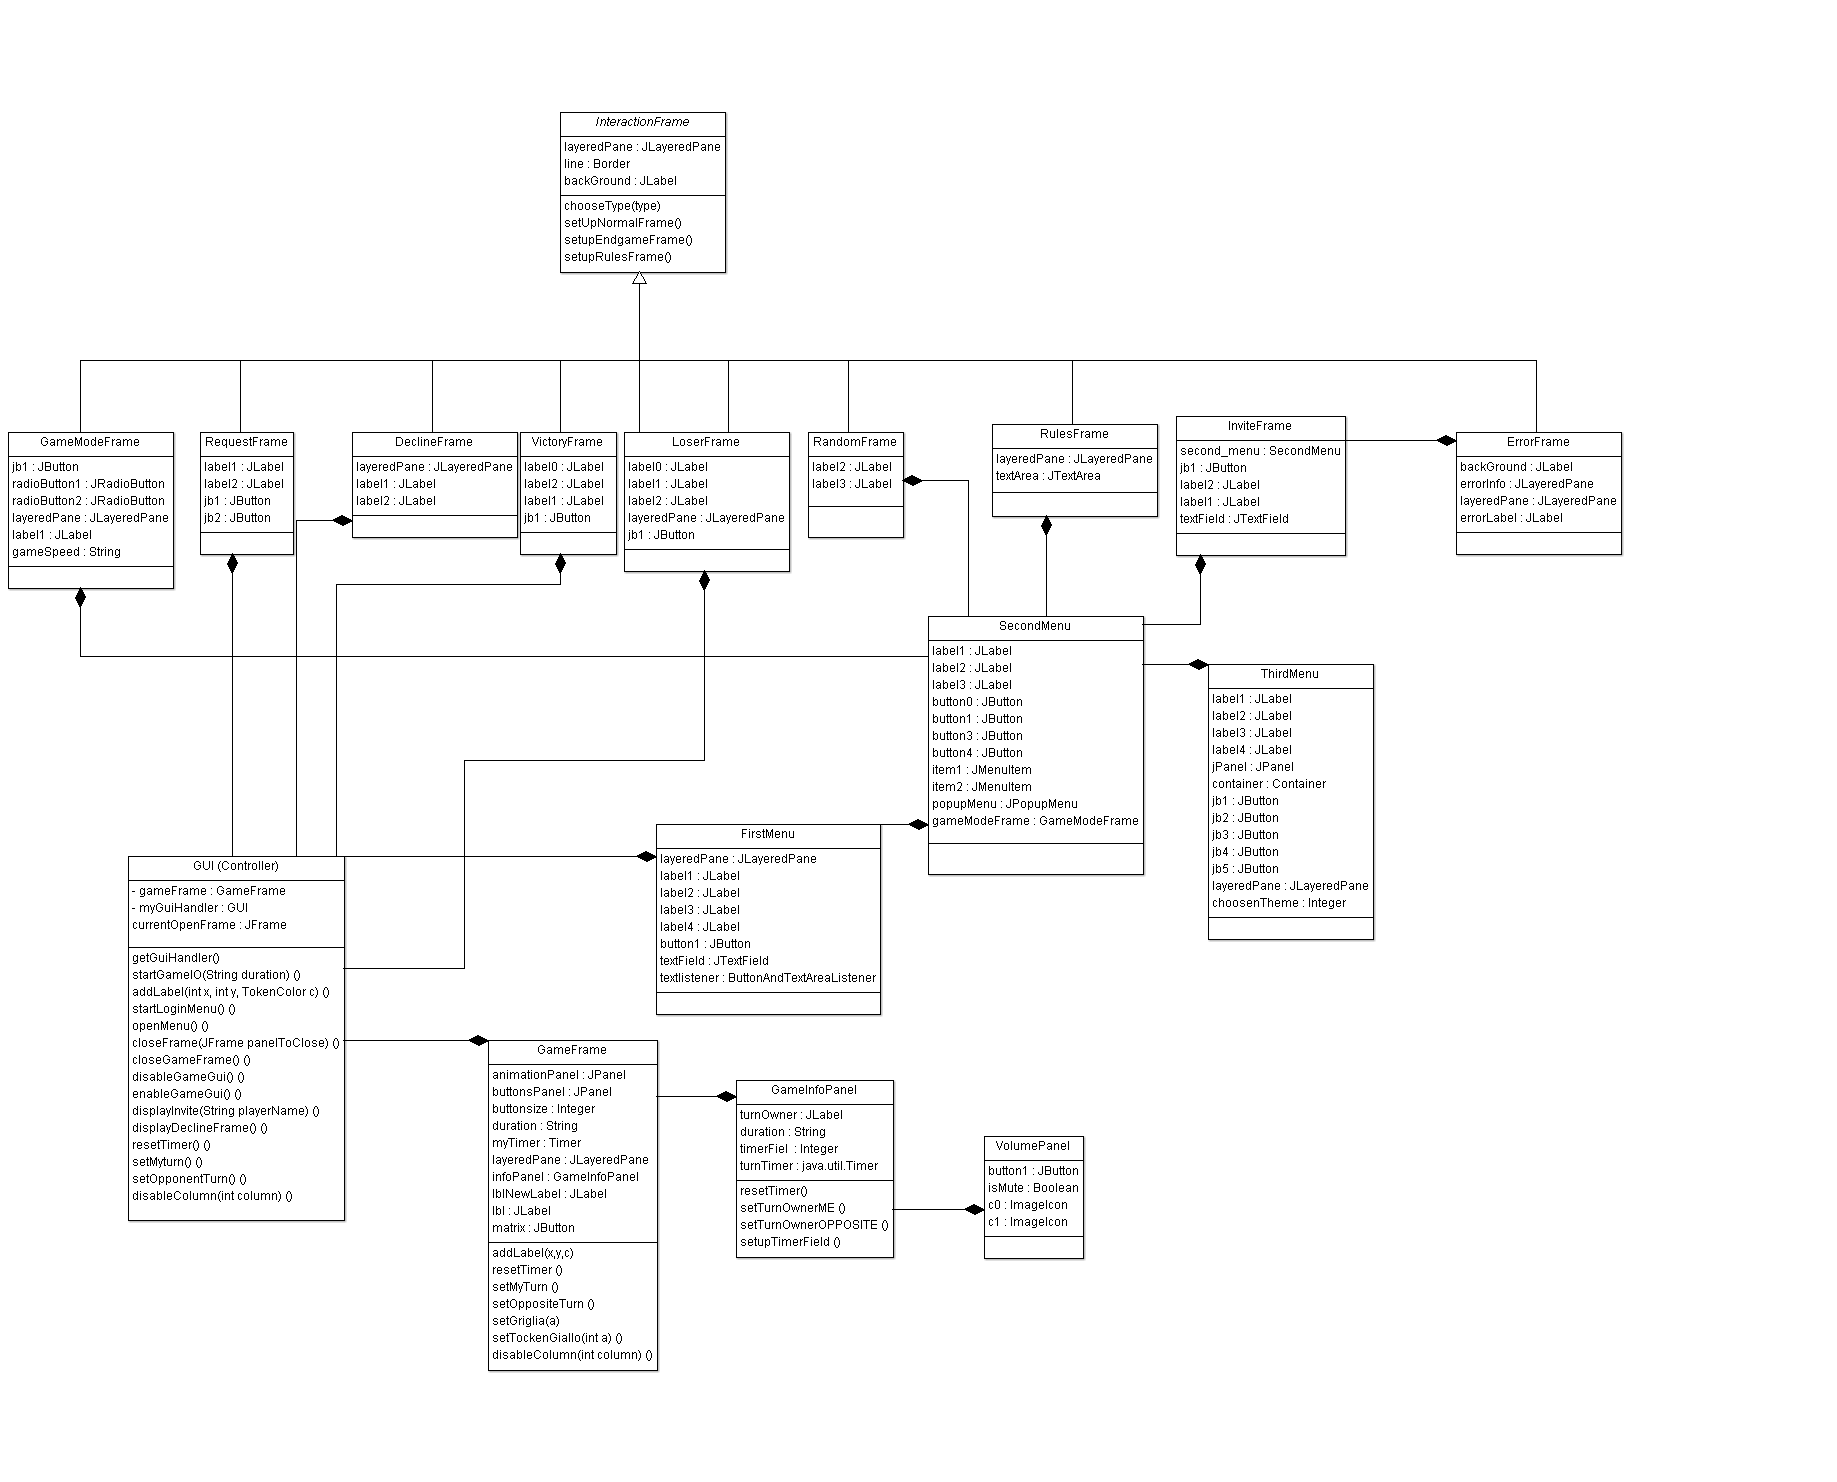 InteractionFrame
layeredPane : JLayeredPane
line : Border
backGround : JLabel
chooseType(type)
setUpNormalFrame()
setupEndgameFrame()
setupRulesFrame()
GameModeFrame
jb1 : JButton
radioButton1 : JRadioButton
radioButton2 : JRadioButton
layeredPane : JLayeredPane
label1 : JLabel
gameSpeed : String
RequestFrame
label1 : JLabel
label2 : JLabel
jb1 : JButton
jb2 : JButton
DeclineFrame
layeredPane : JLayeredPane
label1 : JLabel
label2 : JLabel
VictoryFrame
label0 : JLabel
label2 : JLabel
label1 : JLabel
jb1 : JButton
LoserFrame
label0 : JLabel
label1 : JLabel
label2 : JLabel
layeredPane : JLayeredPane
jb1 : JButton
RandomFrame
label2 : JLabel
label3 : JLabel
RulesFrame
layeredPane : JLayeredPane
textArea : JTextArea
InviteFrame
second_menu : SecondMenu
jb1 : JButton
label2 : JLabel
label1 : JLabel
textField : JTextField
ErrorFrame
backGround : JLabel
errorInfo : JLayeredPane
layeredPane : JLayeredPane
errorLabel : JLabel
SecondMenu
label1 : JLabel
label2 : JLabel
label3 : JLabel
button0 : JButton
button1 : JButton
button3 : JButton
button4 : JButton
item1 : JMenuItem
item2 : JMenuItem
popupMenu : JPopupMenu
gameModeFrame : GameModeFrame
ThirdMenu
label1 : JLabel
label2 : JLabel
label3 : JLabel
label4 : JLabel
jPanel : JPanel
container : Container
jb1 : JButton
jb2 : JButton
jb3 : JButton
jb4 : JButton
jb5 : JButton
layeredPane : JLayeredPane
choosenTheme : Integer
FirstMenu
layeredPane : JLayeredPane
label1 : JLabel
label2 : JLabel
label3 : JLabel
label4 : JLabel
button1 : JButton
textField : JTextField
textlistener : ButtonAndTextAreaListener
GUI (Controller)
- gameFrame : GameFrame
- myGuiHandler : GUI
currentOpenFrame : JFrame
getGuiHandler()
startGameIO(String duration) ()
addLabel(int x, int y, TokenColor c) ()
startLoginMenu() ()
openMenu() ()
closeFrame(JFrame panelToClose) ()
closeGameFrame() ()
disableGameGui() ()
enableGameGui() ()
displayInvite(String playerName) ()
displayDeclineFrame() ()
resetTimer() ()
setMyturn() ()
setOpponentTurn() ()
disableColumn(int column) ()
GameFrame
animationPanel : JPanel
buttonsPanel : JPanel
buttonsize : Integer
duration : String
myTimer : Timer
layeredPane : JLayeredPane
infoPanel : GameInfoPanel
lblNewLabel : JLabel
lbl : JLabel
matrix : JButton
addLabel(x,y,c)
resetTimer ()
setMyTurn ()
setOppositeTurn ()
setGriglia(a)
setTockenGiallo(int a) ()
disableColumn(int column) ()
GameInfoPanel
turnOwner : JLabel
duration : String
timerFiel : Integer
turnTimer : java.util.Timer
resetTimer()
setTurnOwnerME ()
setTurnOwnerOPPOSITE ()
setupTimerField ()
VolumePanel
button1 : JButton
isMute : Boolean
c0 : ImageIcon
c1 : ImageIcon